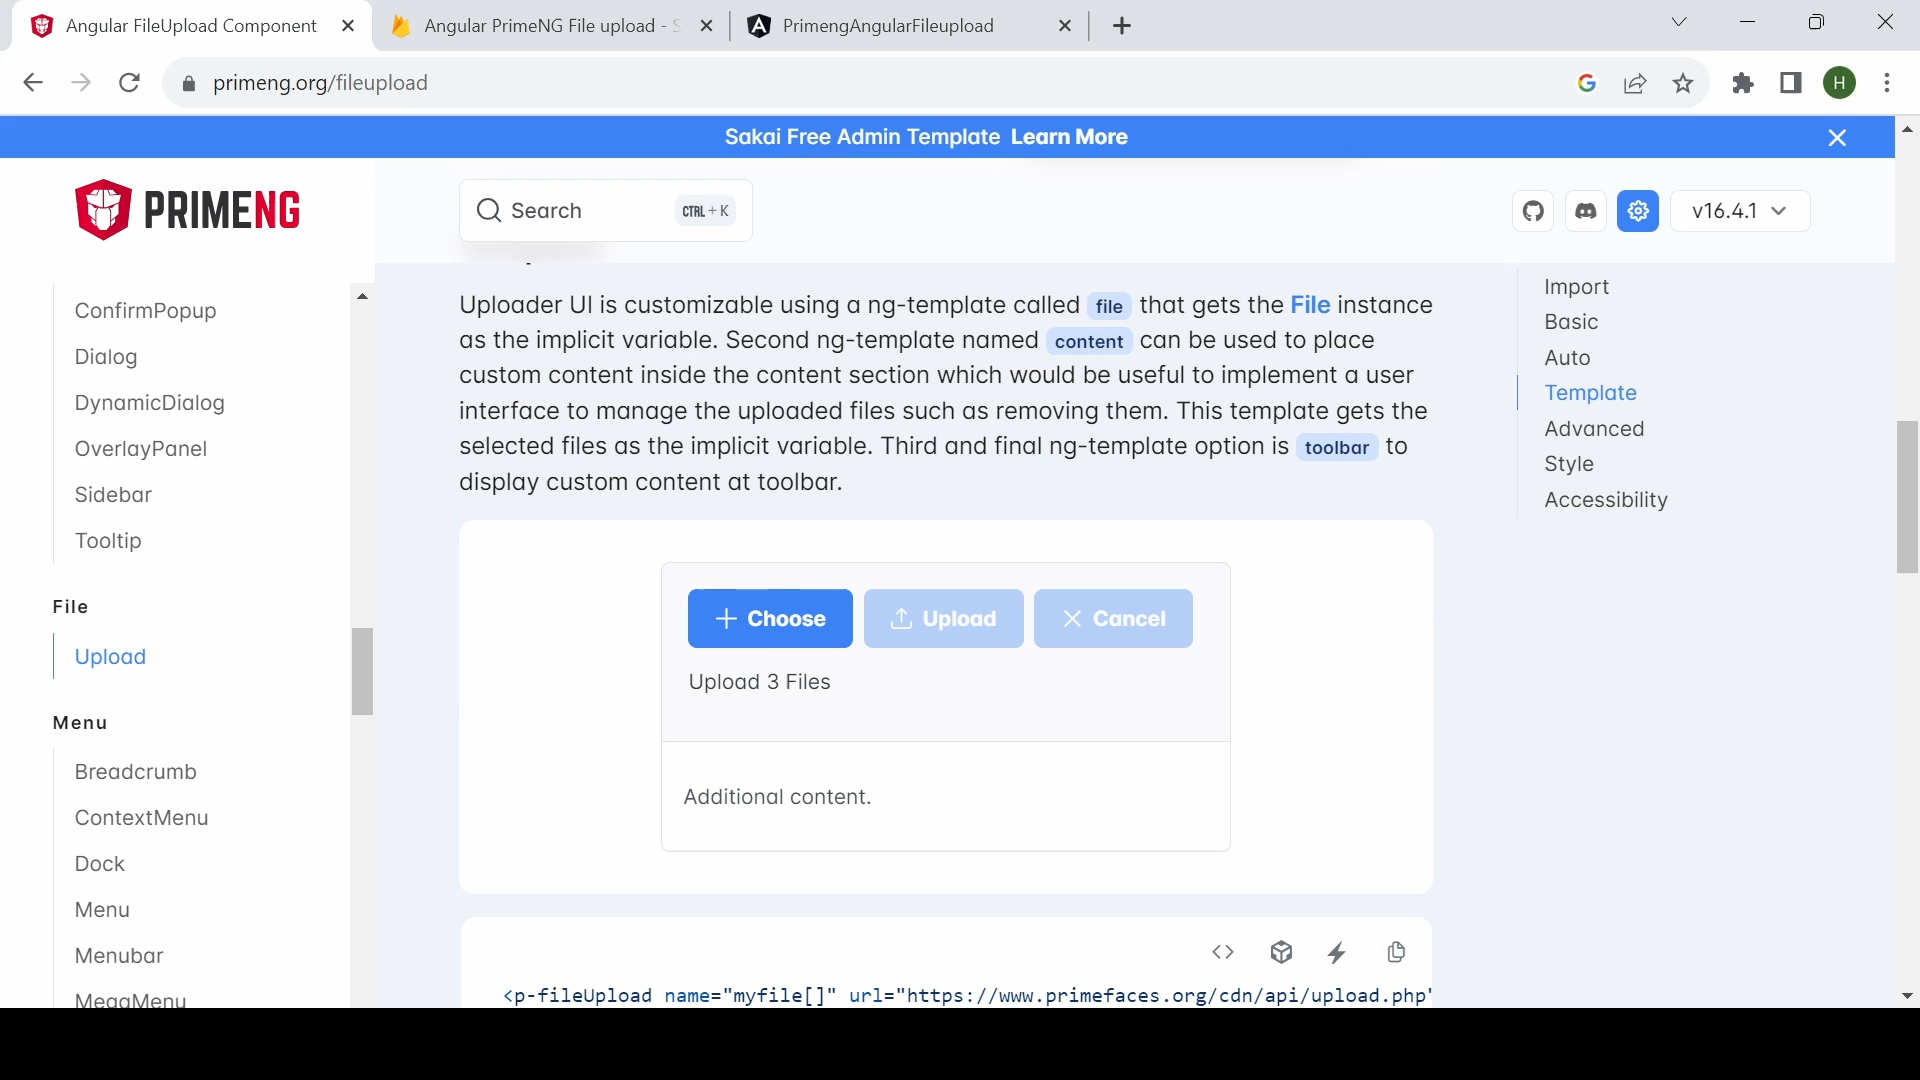 Angular FileUpload Component
Angular PrimeNG File upload - S
PrimengAngularFileupload
primeng.org/fileupload
H
Sakai Free Admin Template Learn More
PRIMENG
Search
CTRL+K
v16.4.1
ConfirmPopup
Dialog
DynamicDialog
OverlayPanel
Sidebar
Tooltip
File
Upload
Menu
Breadcrumb
ContextMenu
Dock
Menu
Menubar
MegaMenu
Uploader UI is customizable using a ng-template called file that gets the File instance
as the implicit variable. Second ng-template named content can be used to place
custom content inside the content section which would be useful to implement a user
interface to manage the uploaded files such as removing them. This template gets the
selected files as the implicit variable. Third and final ng-template option is toolbar to
display custom content at toolbar.
Choose
Upload
Cancel
Upload 3 Files
Additional content.
<p-fileUpload name="myfile[]" url="https://www.primefaces.org/cdn/api/upload.php'
Import
Basic
Auto
Template
Advanced
Style
Accessibility